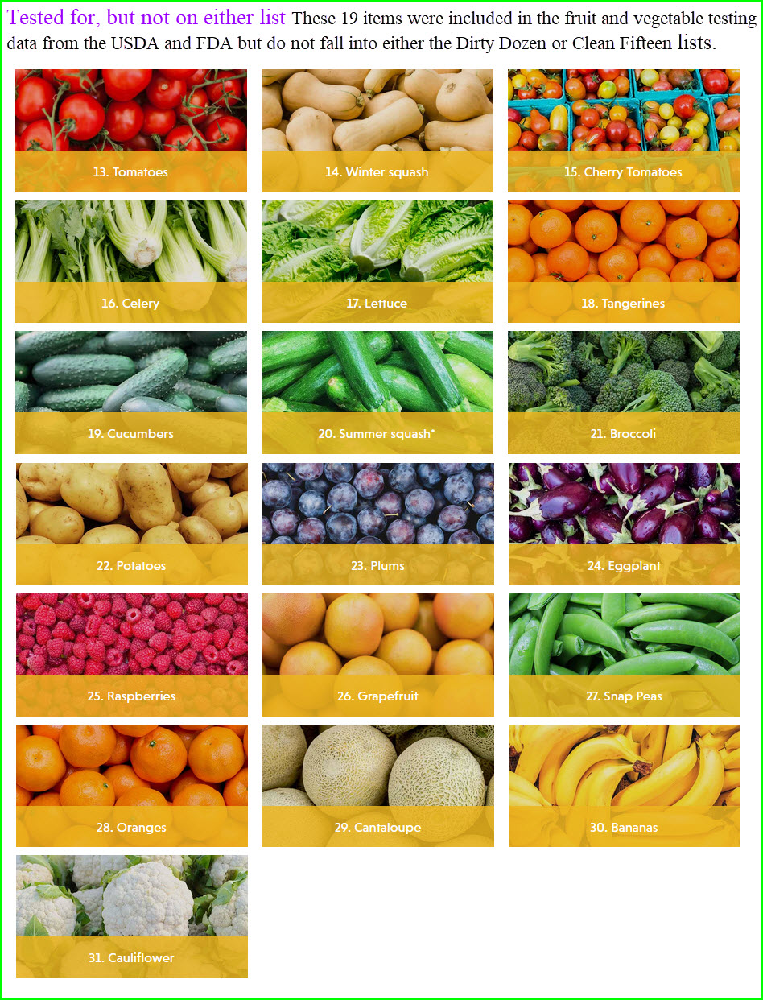 Tested for, but not on either list These 19 items were included in the fruit and vegetable testing
data from the USDA and FDA but do not fall into either the Dirty Dozen or Clean Fifteen lists.
13. Tomatoes
14. Winter squash
15. Cherry Tomatoes
16. Celery
17. Lettuce
18. Tangerines
19. Cucumbers
20. Summer squash*
21. Broccoli
22. Potatoes
23. Plums
24. Eggplant
25. Raspberries
26. Grapefruit
27. Snap Peas
28. Oranges
29. Cantaloupe
30. Bananas
31. Cauliflower